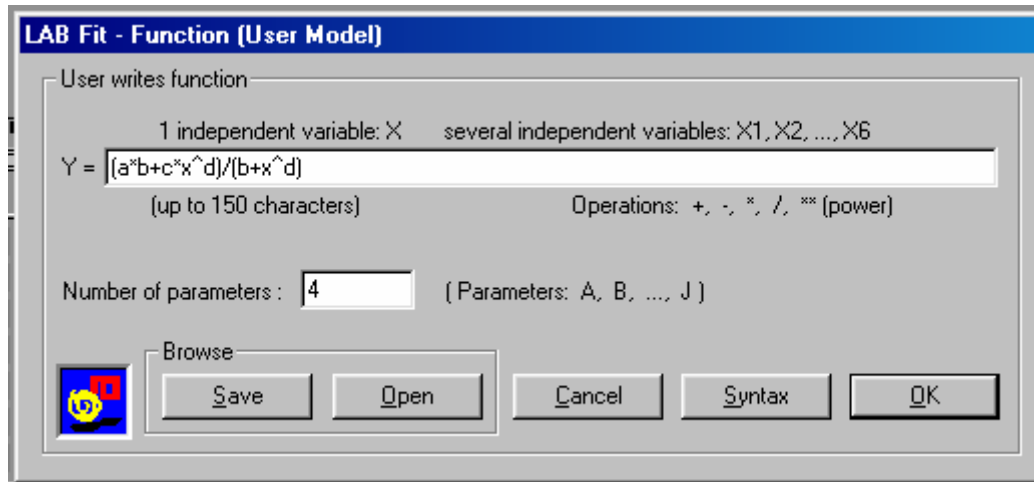 LAB Fit - Function (User Model)
User writes function
1 independent variable: X several independent variables: X1, X2, ..., X6
Y = (a*b+c*x^d)/(b+x^d)
(up to 150 characters) Operations: +, -, *, /, ** (power)
Number of parameters : 4 ( Parameters: A, B, ..., J )
Browse
Save Open Cancel Syntax OK